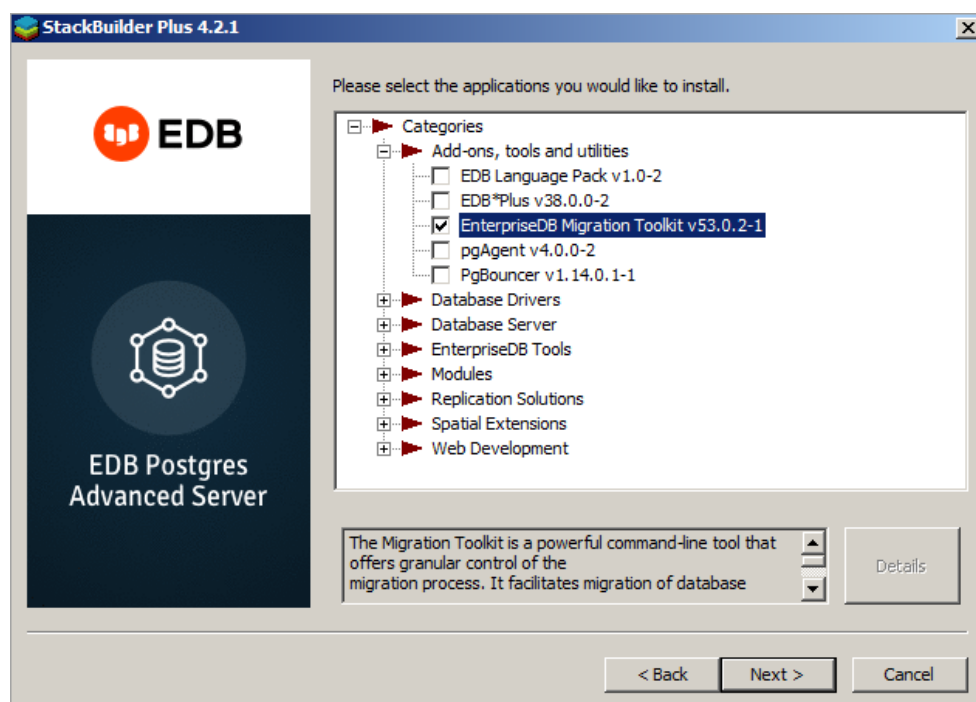 StackBuilder Plus 4.2.1
EDB
EDB Postgres
Advanced Server
Please select the applications you would like to install.
Categories
Add-ons, tools and utilities
EDB Language Pack v1.0-2
EDB*Plus v38.0.0-2
EnterpriseDB Migration Toolkit v53.0.2-1
pgAgent v4.0.0-2
PgBouncer v1.14.0.1-1
Database Drivers
Database Server
EnterpriseDB Tools
Modules
Replication Solutions
Spatial Extensions
Web Development
The Migration Toolkit is a powerful command-line tool that
offers granular control of the
migration process. It facilitates migration of database
Details
< Back
Next >
Cancel